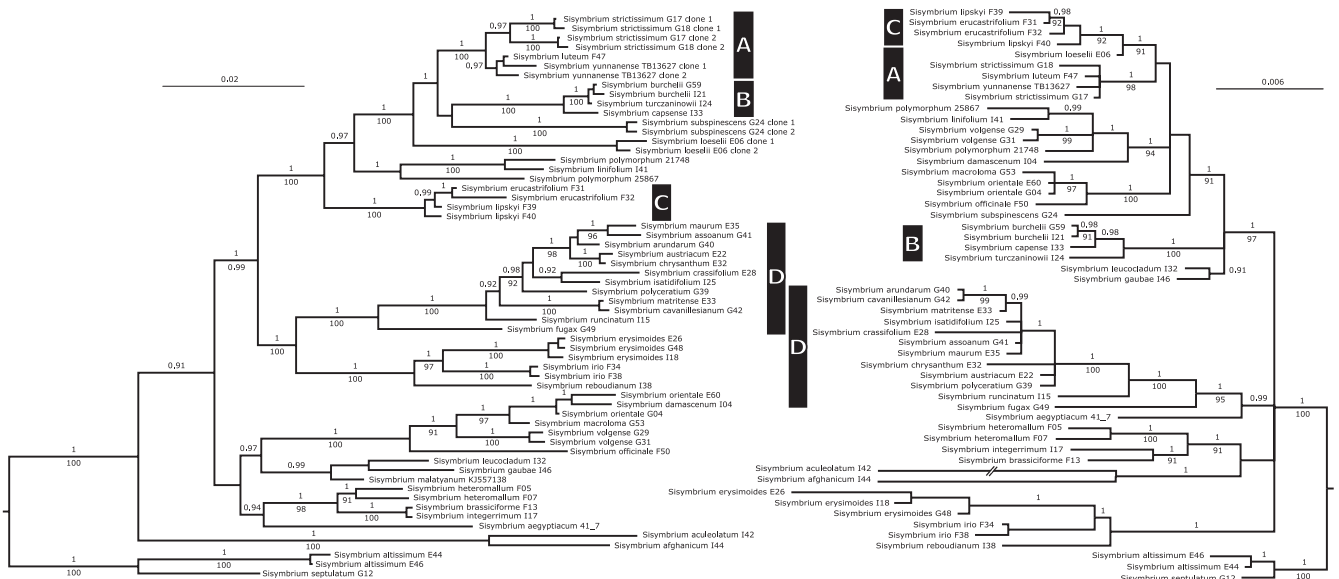 0.02
Sisymbrium strictissimum G17 clone 1
Sisymbrium strictissimum G18 clone 1
Sisymbrium strictissimum G17 clone 2
Sisymbrium strictissimum G18 clone 2
Sisymbrium luteum F47
Sisymbrium yunnanense TB13627 clone 1
Sisymbrium yunnanense TB13627 clone 2
Sisymbrium burchelii G59
Sisymbrium burchelii I21
Sisymbrium turczaninowii I24
Sisymbrium capense I33
Sisymbrium subspinescens G24 clone 1
Sisymbrium subspinescens G24 clone 2
Sisymbrium loeselii E06 clone 1
Sisymbrium loeselii E06 clone 2
Sisymbrium polymorphum 21748
Sisymbrium linifolium I41
Sisymbrium polymorphum 25867
Sisymbrium erucastrifolium F31
Sisymbrium erucastrifolium F32
Sisymbrium lipskyi F39
Sisymbrium lipskyi F40
Sisymbrium maurum E35
Sisymbrium assoanum G41
Sisymbrium arundarum G40
Sisymbrium austriacum E22
Sisymbrium chrysanthum E32
Sisymbrium crassifolium E28
Sisymbrium isatidifolium I25
Sisymbrium polyceratium G39
Sisymbrium matritense E33
Sisymbrium cavanillesianum G42
Sisymbrium runcinatum I15
Sisymbrium fugax G49
Sisymbrium erysimoides E26
Sisymbrium erysimoides G48
Sisymbrium erysimoides I18
Sisymbrium irio F34
Sisymbrium irio F38
Sisymbrium reboudianum I38
Sisymbrium orientale E60
Sisymbrium damascenum I04
Sisymbrium orientale G04
Sisymbrium macroloma G53
Sisymbrium volgense G29
Sisymbrium volgense G31
Sisymbrium officinale F50
Sisymbrium leucocladum I32
Sisymbrium gaubae I46
Sisymbrium malatyanum KJ557138
Sisymbrium heteromallum F05
Sisymbrium heteromallum F07
Sisymbrium brassiciforme F13
Sisymbrium integerrimum I17
Sisymbrium aegyptiacum 41_7
Sisymbrium aculeolatum I42
Sisymbrium afghanicum I44
Sisymbrium altissimum E44
Sisymbrium altissimum E46
Sisymbrium septulatum G12
A
B
C
D
C
A
B
D
0.006
Sisymbrium lipskyi F39
Sisymbrium erucastrifolium F31
Sisymbrium erucastrifolium F32
Sisymbrium lipskyi F40
Sisymbrium loeselii E06
Sisymbrium strictissimum G18
Sisymbrium luteum F47
Sisymbrium yunnanense TB13627
Sisymbrium strictissimum G17
Sisymbrium polymorphum 25867
Sisymbrium linifolium I41
Sisymbrium volgense G29
Sisymbrium volgense G31
Sisymbrium polymorphum 21748
Sisymbrium damascenum I04
Sisymbrium macroloma G53
Sisymbrium orientale E60
Sisymbrium orientale G04
Sisymbrium officinale F50
Sisymbrium subspinescens G24
Sisymbrium burchelii G59
Sisymbrium burchelii I21
Sisymbrium capense I33
Sisymbrium turczaninowii I24
Sisymbrium leucocladum I32
Sisymbrium gaubae I46
Sisymbrium arundarum G40
Sisymbrium cavanillesianum G42
Sisymbrium matritense E33
Sisymbrium isatidifolium I25
Sisymbrium crassifolium E28
Sisymbrium assoanum G41
Sisymbrium maurum E35
Sisymbrium chrysanthum E32
Sisymbrium austriacum E22
Sisymbrium polyceratium G39
Sisymbrium runcinatum I15
Sisymbrium fugax G49
Sisymbrium aegyptiacum 41_7
Sisymbrium heteromallum F05
Sisymbrium heteromallum F07
Sisymbrium integerrimum I17
Sisymbrium brassiciforme F13
Sisymbrium aculeolatum I42
Sisymbrium afghanicum I44
Sisymbrium erysimoides E26
Sisymbrium erysimoides I18
Sisymbrium erysimoides G48
Sisymbrium irio F34
Sisymbrium irio F38
Sisymbrium reboudianum I38
Sisymbrium altissimum E46
Sisymbrium altissimum E44
Sisymbrium septulatum G12